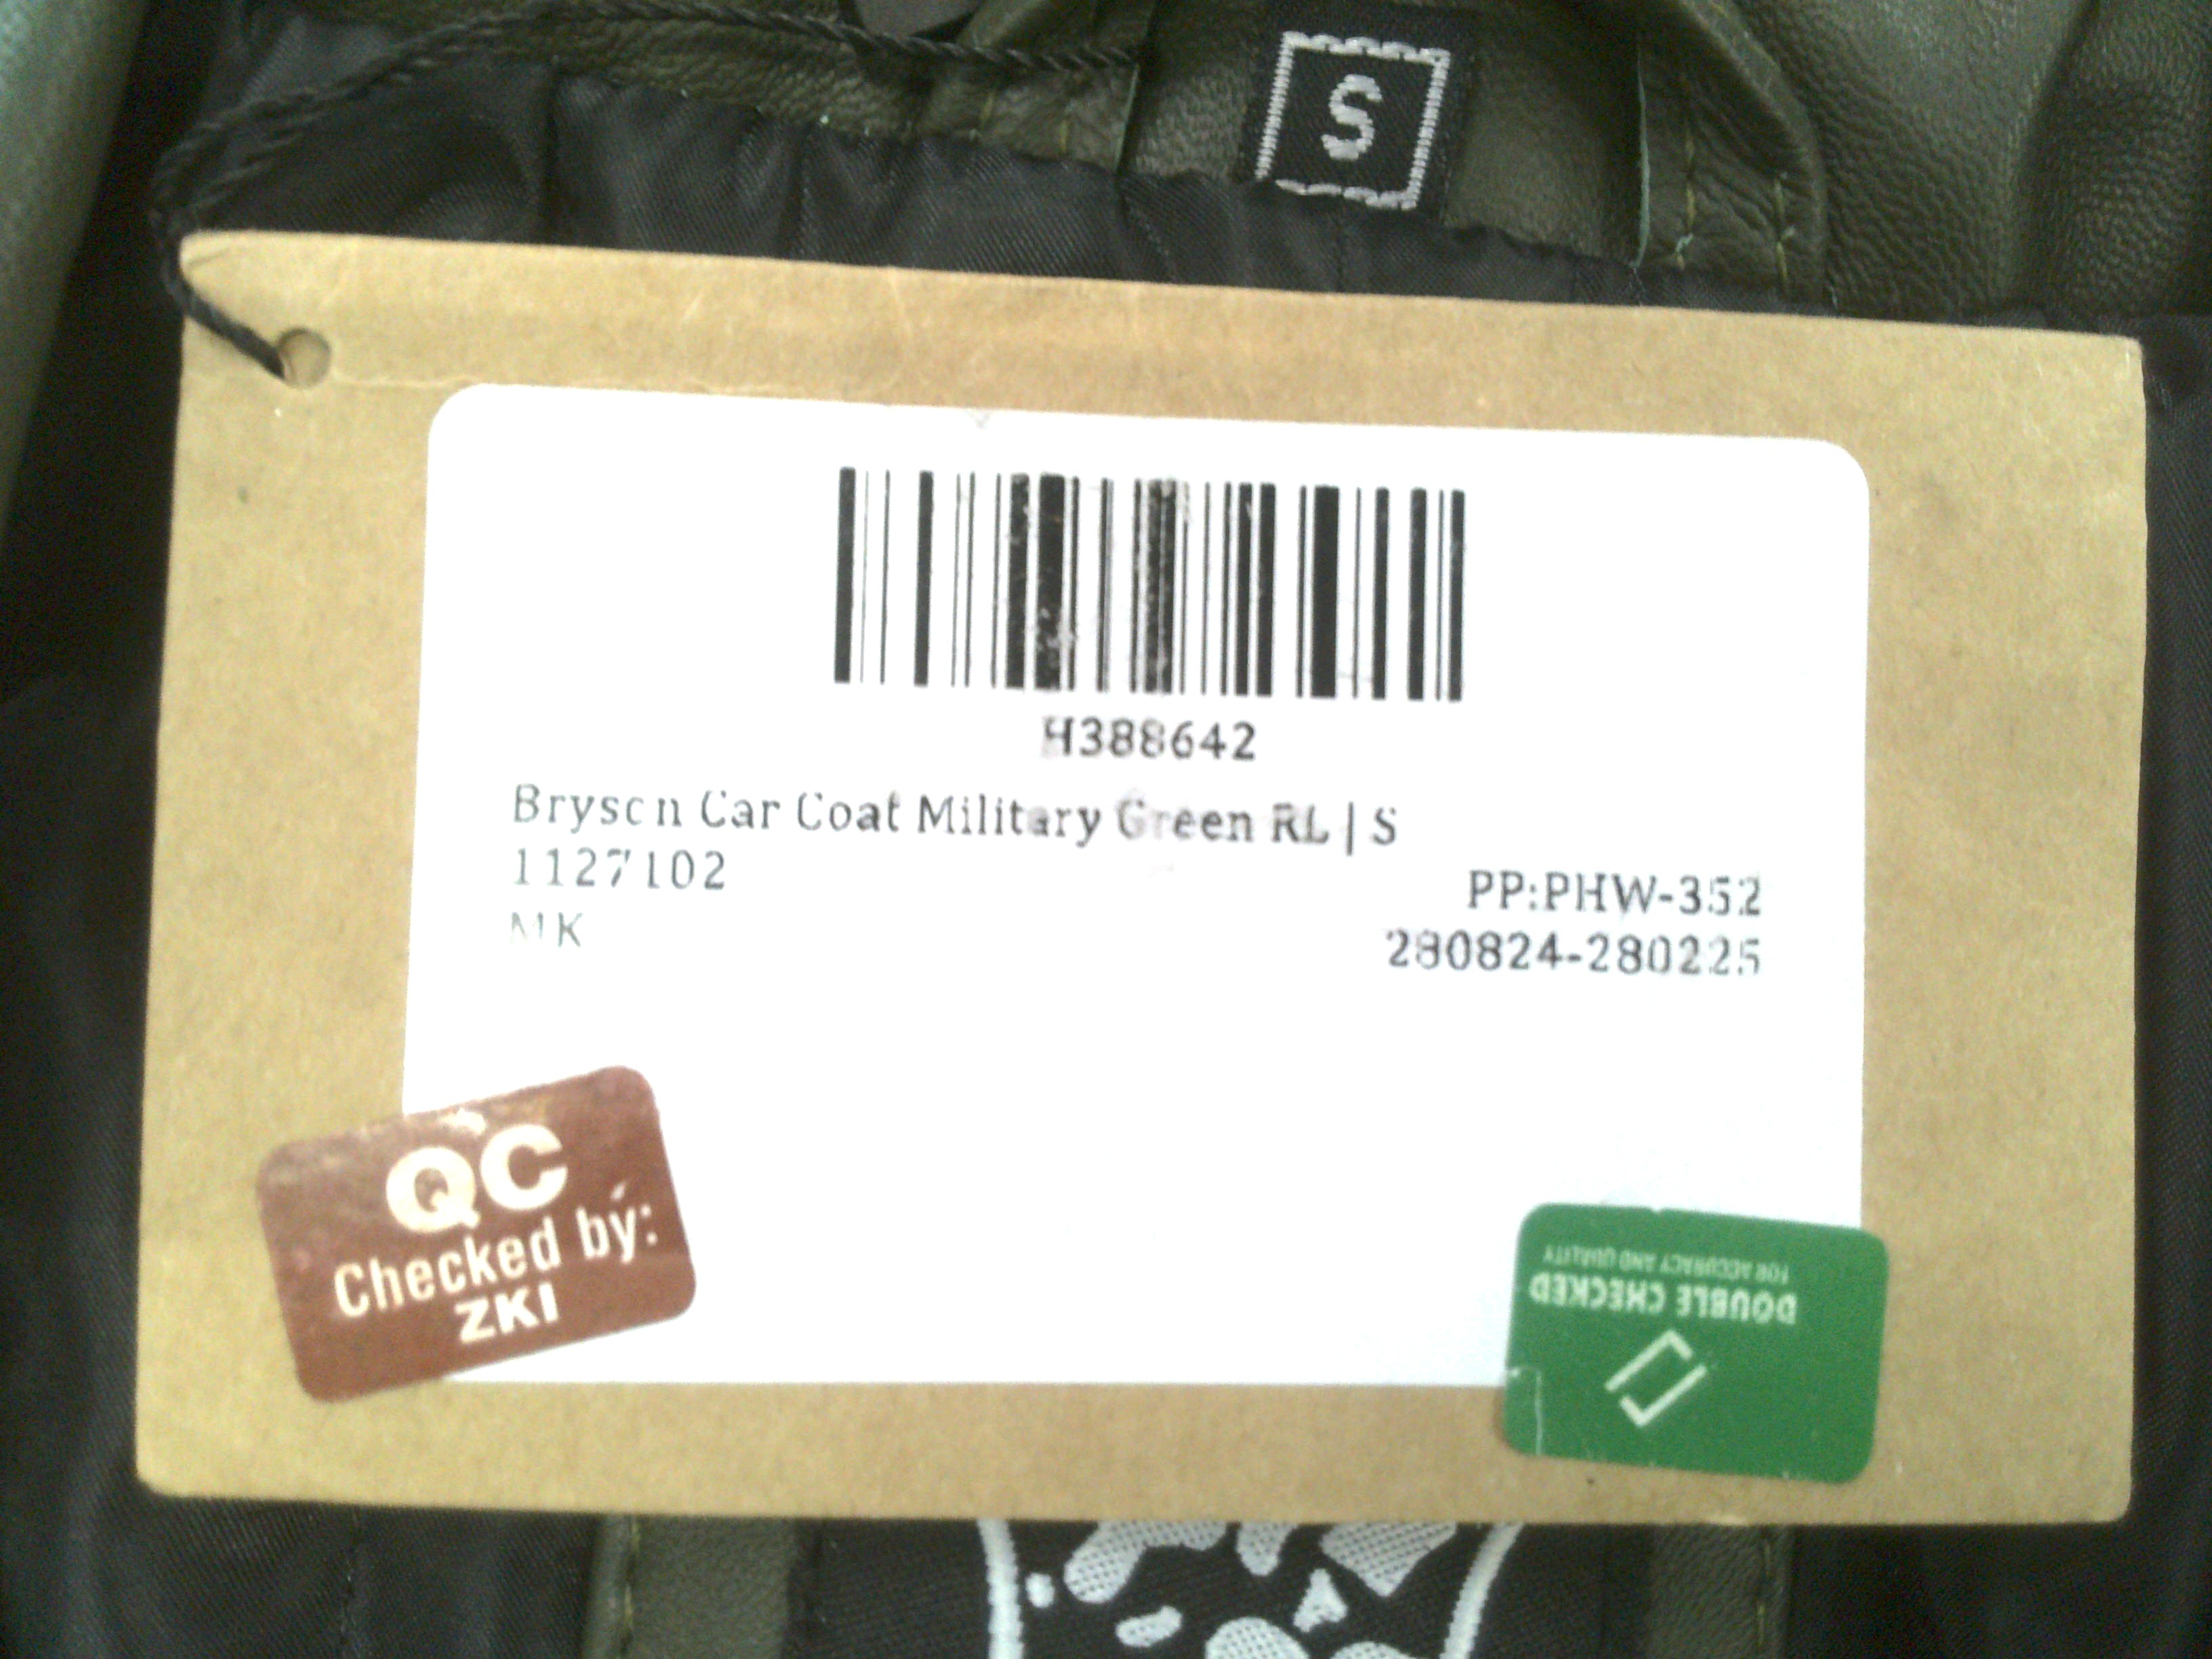 S
H388642
Bryson Car Coat Military Green RL | S
1127102
PP:PHW-352
MK
280824-280225
QC
Checked by:
ZKI
DOUBLE CHECKED
FOR ACCURACY AND QUALITY